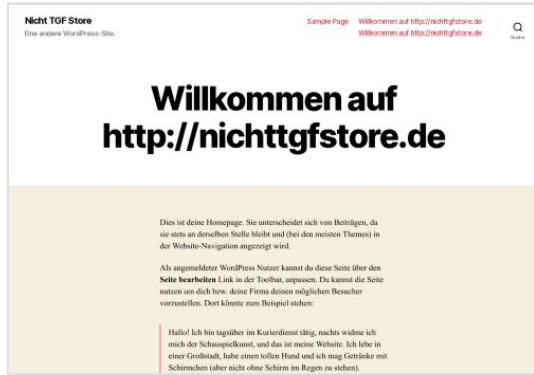 Nicht TGF Store
Eine andere WordPress-Site.
Sample Page Willkommen auf http://nichttgfstore.de
Willkommen auf http://nichttgfstore.de
Suche
Willkommen auf
http://nichttgfstore.de
Dies ist deine Homepage. Sie unterscheidet sich von Beiträgen, da
sie stets an derselben Stelle bleibt und (bei den meisten Themes) in
der Website-Navigation angezeigt wird.
Als angemeldeter WordPress Nutzer kannst du diese Seite über den
Seite bearbeiten Link in der Toolbar, anpassen. Du kannst die Seite
nutzen um dich bzw. deine Firma deinen möglichen Besucher
vorzustellen. Dort könnte zum Beispiel stehen:
Hallo! Ich bin tagsüber im Kurierdienst tätig, nachts widme ich
mich der Schauspielkunst, und das ist meine Website. Ich lebe in
einer Großstadt, habe einen tollen Hund und ich mag Getränke mit
Schirmchen (aber nicht ohne Schirm im Regen zu stehen).